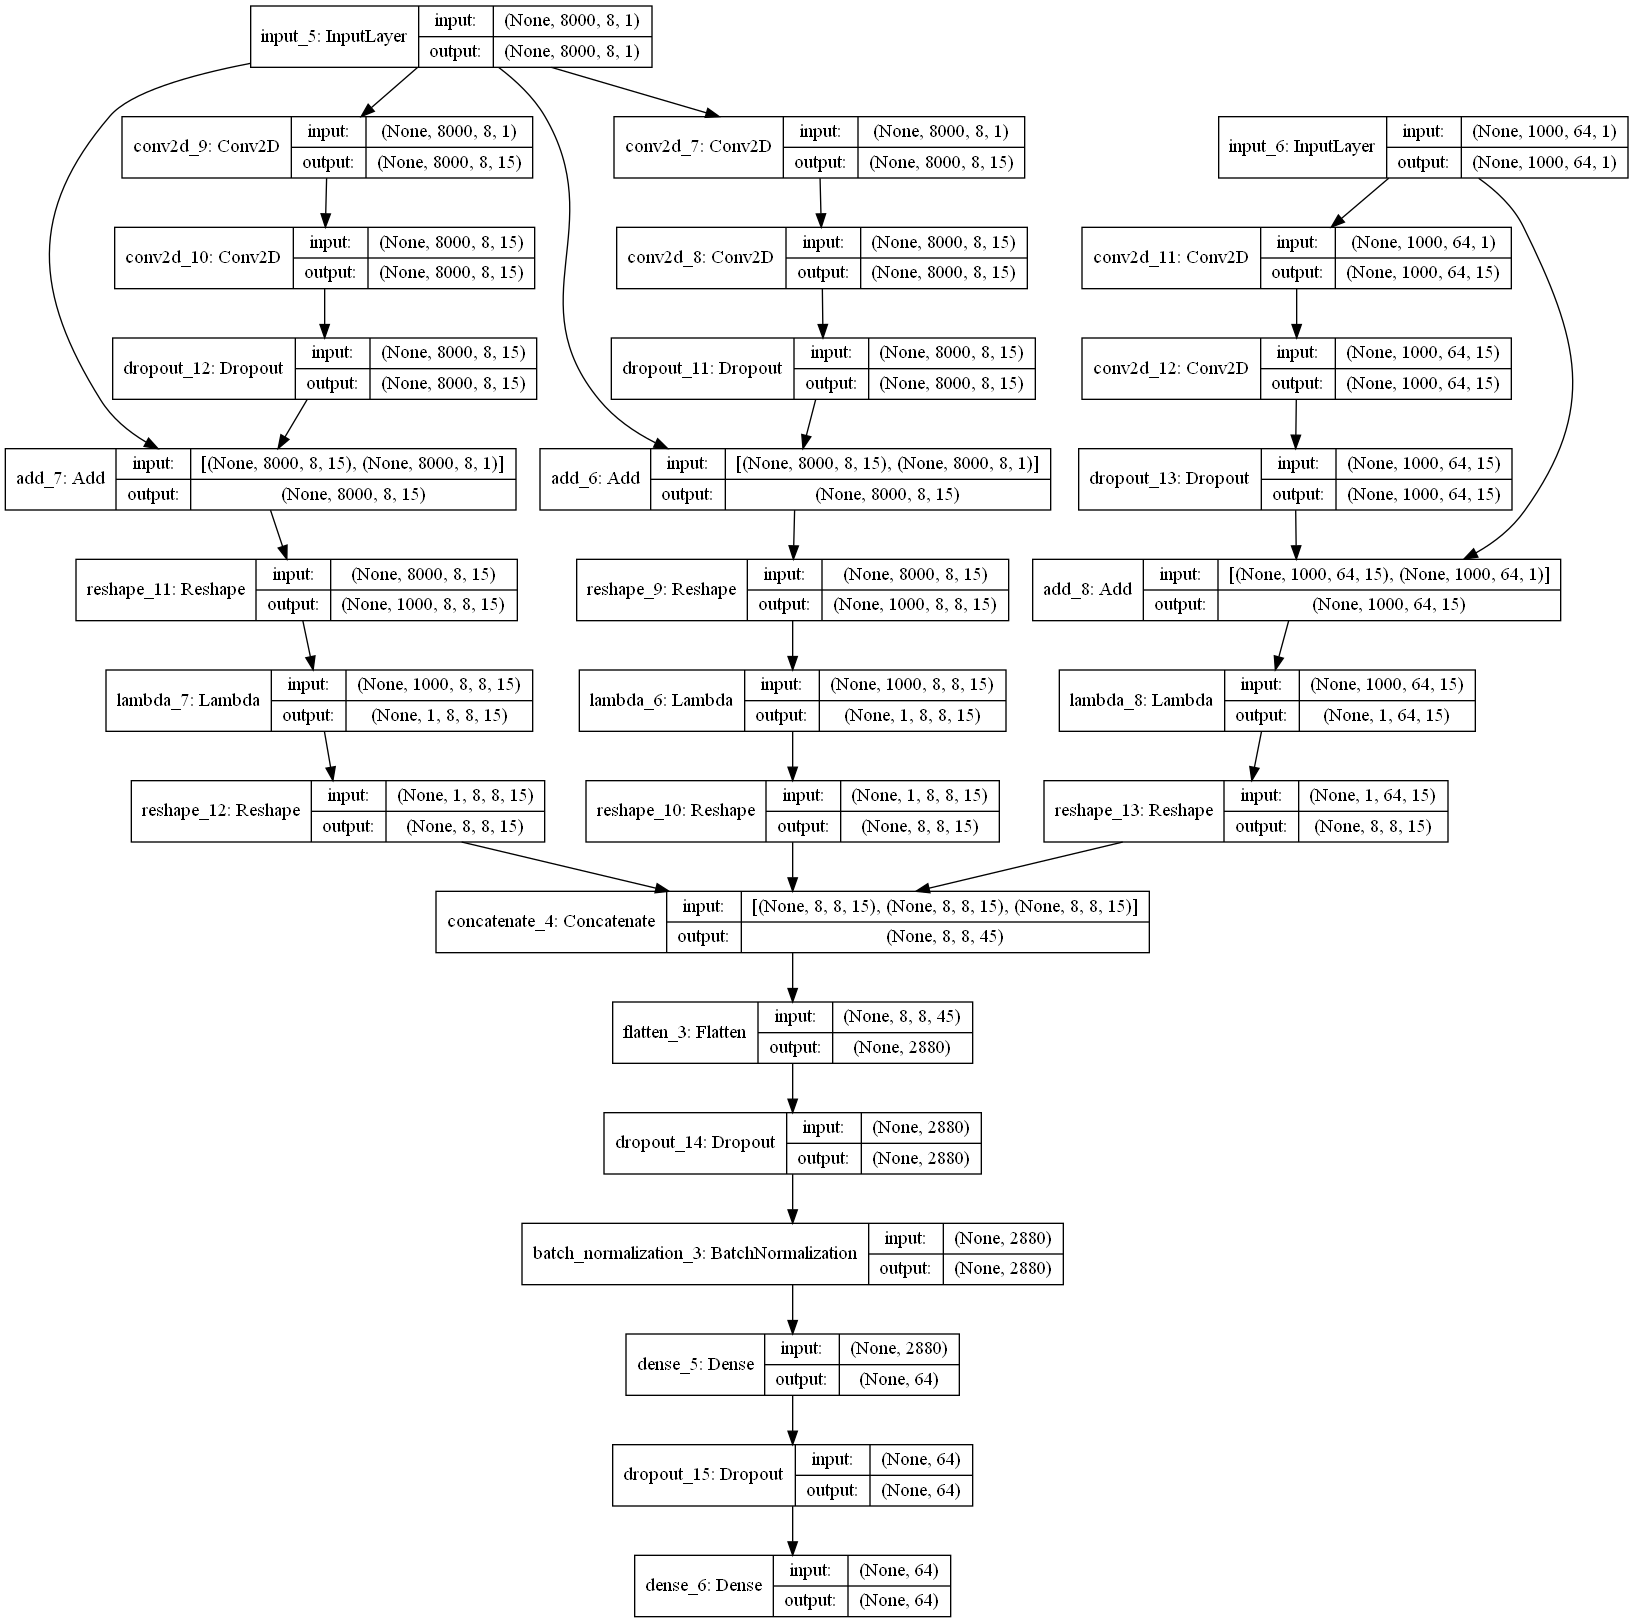 input_5: InputLayer
input: (None, 8000, 8, 1)
output: (None, 8000, 8, 1)
conv2d_9: Conv2D
input: (None, 8000, 8, 1)
output: (None, 8000, 8, 15)
conv2d_7: Conv2D
input: (None, 8000, 8, 1)
output: (None, 8000, 8, 15)
input_6: InputLayer
input: (None, 1000, 64, 1)
output: (None, 1000, 64, 1)
conv2d_10: Conv2D
input: (None, 8000, 8, 15)
output: (None, 8000, 8, 15)
conv2d_8: Conv2D
input: (None, 8000, 8, 15)
output: (None, 8000, 8, 15)
conv2d_11: Conv2D
input: (None, 1000, 64, 1)
output: (None, 1000, 64, 15)
dropout_12: Dropout
input: (None, 8000, 8, 15)
output: (None, 8000, 8, 15)
dropout_11: Dropout
input: (None, 8000, 8, 15)
output: (None, 8000, 8, 15)
conv2d_12: Conv2D
input: (None, 1000, 64, 15)
output: (None, 1000, 64, 15)
add_7: Add
input: [(None, 8000, 8, 15), (None, 8000, 8, 1)]
output: (None, 8000, 8, 15)
add_6: Add
input: [(None, 8000, 8, 15), (None, 8000, 8, 1)]
output: (None, 8000, 8, 15)
dropout_13: Dropout
input: (None, 1000, 64, 15)
output: (None, 1000, 64, 15)
reshape_11: Reshape
input: (None, 8000, 8, 15)
output: (None, 1000, 8, 8, 15)
reshape_9: Reshape
input: (None, 8000, 8, 15)
output: (None, 1000, 8, 8, 15)
add_8: Add
input: [(None, 1000, 64, 15), (None, 1000, 64, 1)]
output: (None, 1000, 64, 15)
lambda_7: Lambda
input: (None, 1000, 8, 8, 15)
output: (None, 1, 8, 8, 15)
lambda_6: Lambda
input: (None, 1000, 8, 8, 15)
output: (None, 1, 8, 8, 15)
lambda_8: Lambda
input: (None, 1000, 64, 15)
output: (None, 1, 64, 15)
reshape_12: Reshape
input: (None, 1, 8, 8, 15)
output: (None, 8, 8, 15)
reshape_10: Reshape
input: (None, 1, 8, 8, 15)
output: (None, 8, 8, 15)
reshape_13: Reshape
input: (None, 1, 64, 15)
output: (None, 8, 8, 15)
concatenate_4: Concatenate
input: [(None, 8, 8, 15), (None, 8, 8, 15), (None, 8, 8, 15)]
output: (None, 8, 8, 45)
flatten_3: Flatten
input: (None, 8, 8, 45)
output: (None, 2880)
dropout_14: Dropout
input: (None, 2880)
output: (None, 2880)
batch_normalization_3: BatchNormalization
input: (None, 2880)
output: (None, 2880)
dense_5: Dense
input: (None, 2880)
output: (None, 64)
dropout_15: Dropout
input: (None, 64)
output: (None, 64)
dense_6: Dense
input: (None, 64)
output: (None, 64)